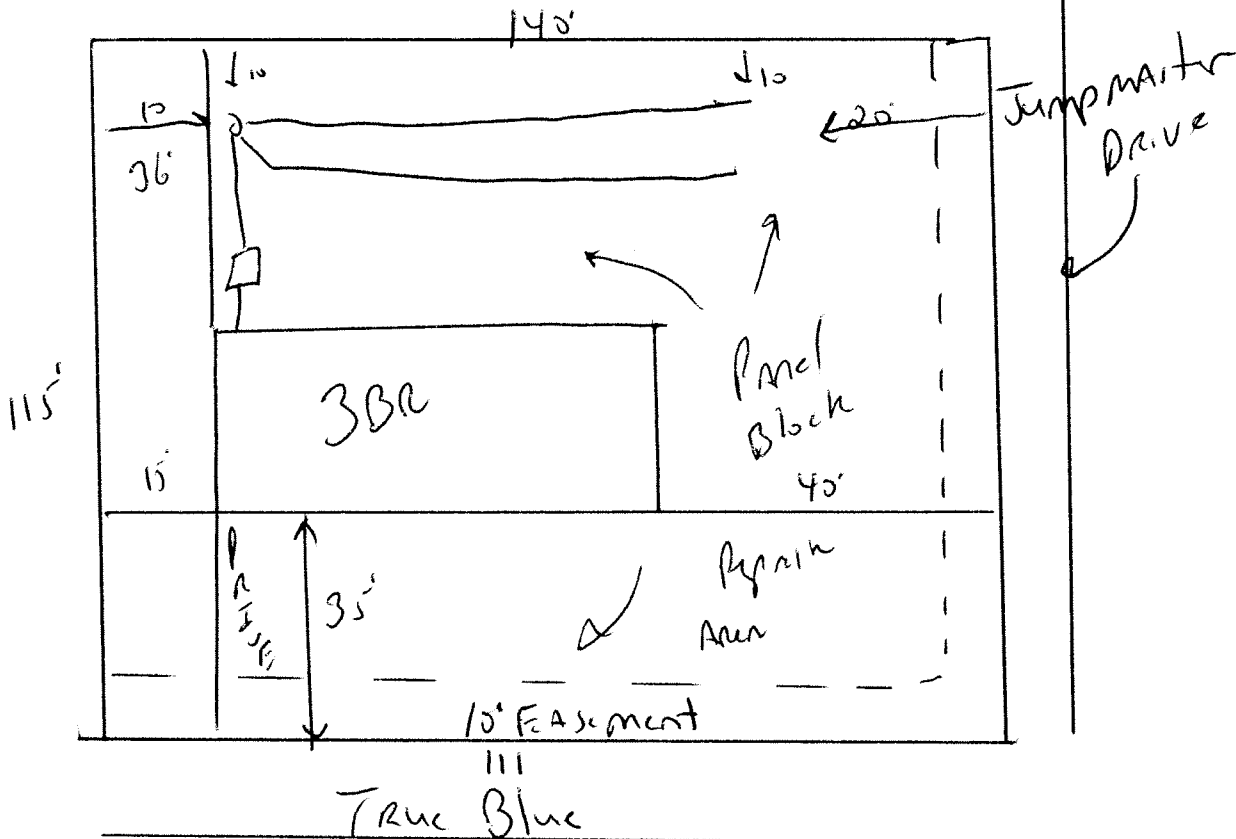 140'
10
10
10
20'
Jumpmaster
Drive
36'
Panel
Block
3BR
115'
15'
40'
35'
Repair
Area
10' Easement
111
True Blue